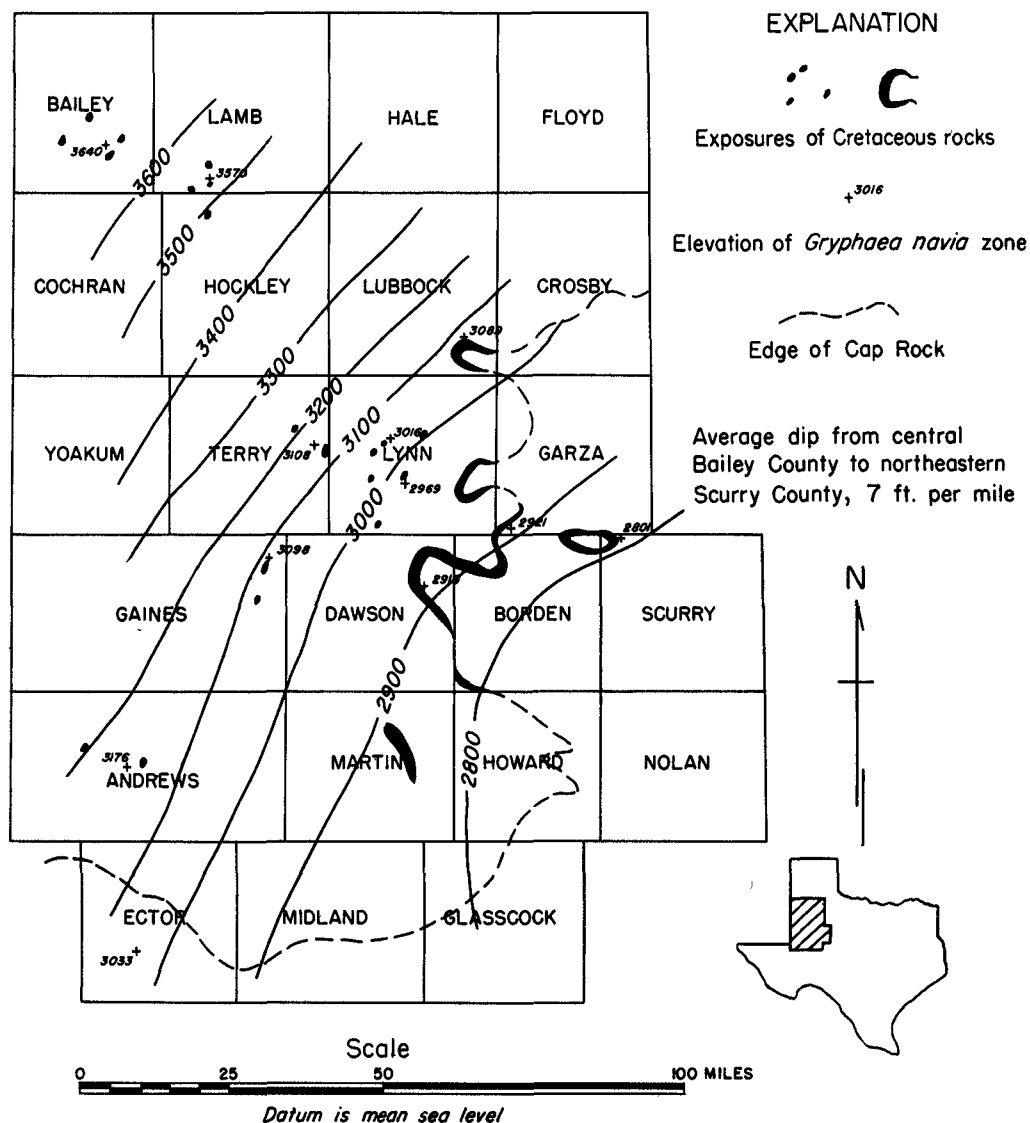 EXPLANATION
Exposures of Cretaceous rocks
3016
Elevation of Gryphaea navia zone
Edge of Cap Rock
Average dip from central
Bailey County to northeastern
Scurry County, 7 ft. per mile
N
BAILEY
LAMB
HALE
FLOYD
3640
3600
3570
3500
COCHRAN
HOCKLEY
LUBBOCK
CROSBY
3400
3300
3089
3200
3100
YOAKUM
TERRY
3108
LYNN
3016
GARZA
2969
3000
2921
2801
3098
GAINES
DAWSON
BORDEN
SCURRY
2900
3176
ANDREWS
MARTIN
2800
HOWARD
NOLAN
ECTOR
MIDLAND
GLASSCOCK
3033
Scale
0 25 50 100 MILES
Datum is mean sea level